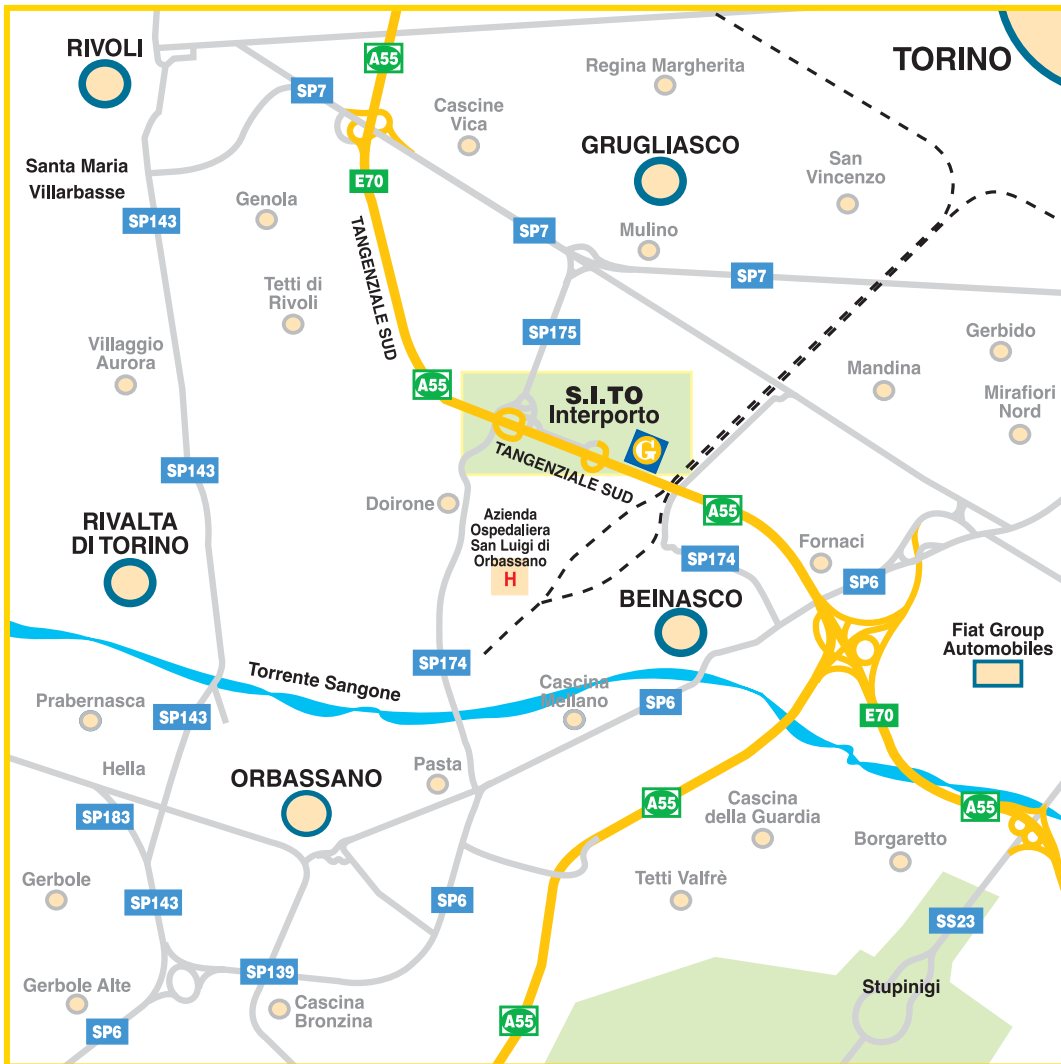 RIVOLI
A55
TORINO
Regina Margherita
SP7
Cascine
Vica
GRUGLIASCO
San
Vincenzo
Santa Maria
Villarbasse
E70
Genola
SP143
SP7
Mulino
SP7
TANGENZIALE SUD
Tetti di
Rivoli
SP175
Villaggio
Aurora
Gerbido
Mandina
A55
S.I.TO
Interporto
Mirafiori
Nord
G
TANGENZIALE SUD
SP143
Doirone
A55
RIVALTA
DI TORINO
Azienda
Ospedaliera
San Luigi di
Orbassano
H
Fornaci
SP174
SP6
BEINASCO
Fiat Group
Automobiles
SP174
Torrente Sangone
Cascina
Mellano
Prabernasca
SP143
SP6
E70
Hella
ORBASSANO
Pasta
SP183
A55
Cascina
della Guardia
A55
Borgaretto
Gerbole
SP143
SP6
Tetti Valfrè
SS23
SP139
Stupinigi
Gerbole Alte
Cascina
Bronzina
SP6
A55